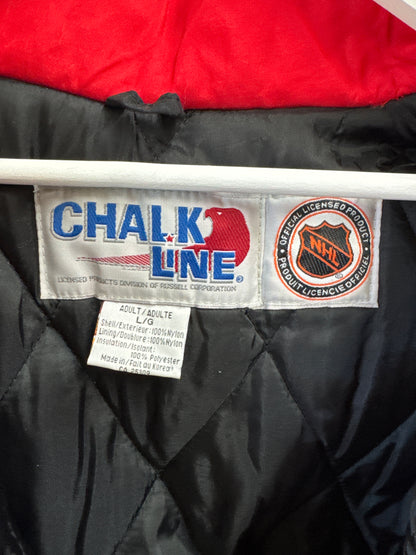 CHALK
LINE®
LICENSED PRODUCTS DIVISION OF RUSSELL CORPORATION
OFFICIAL LICENSED PRODUCT
NHL
PRODUIT LICENCIE OFFICIEL
ADULT/ADULTE
L/G
Shell/Exterieur:100%Nylon
Lining/Doublure:100%Nylon
Insulation/Isolant:
100% Polyester
Made in/Fait au Korea